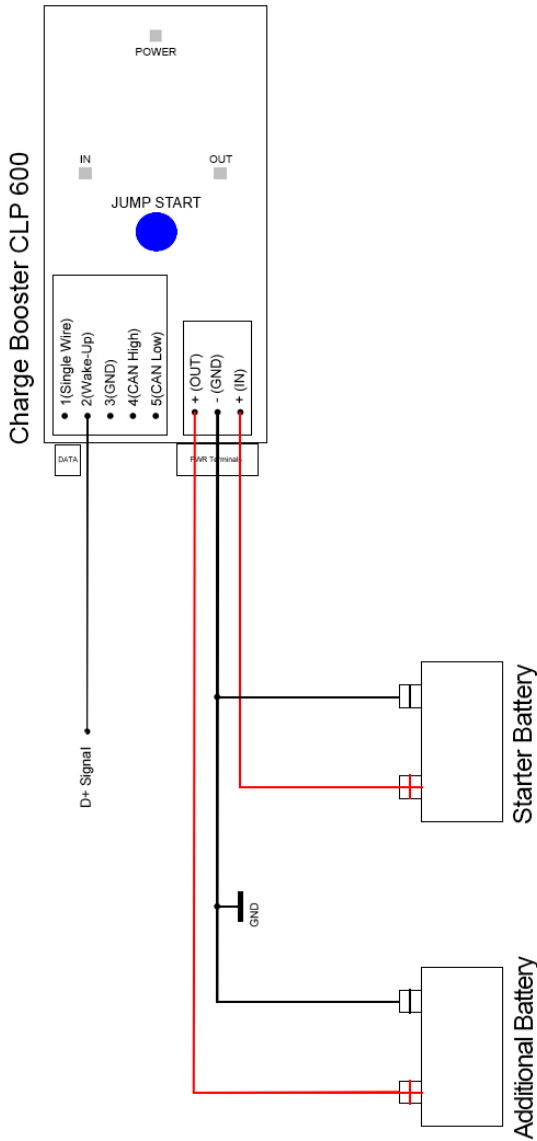 Charge Booster CLP 600
POWER
IN
OUT
JUMP START
1(Single Wire)
2(Wake-Up)
3(GND)
4(CAN High)
5(CAN Low)
+ (OUT)
- (GND)
+ (IN)
DATA
PWR Terminals
D+ Signal
Starter Battery
GND
Additional Battery